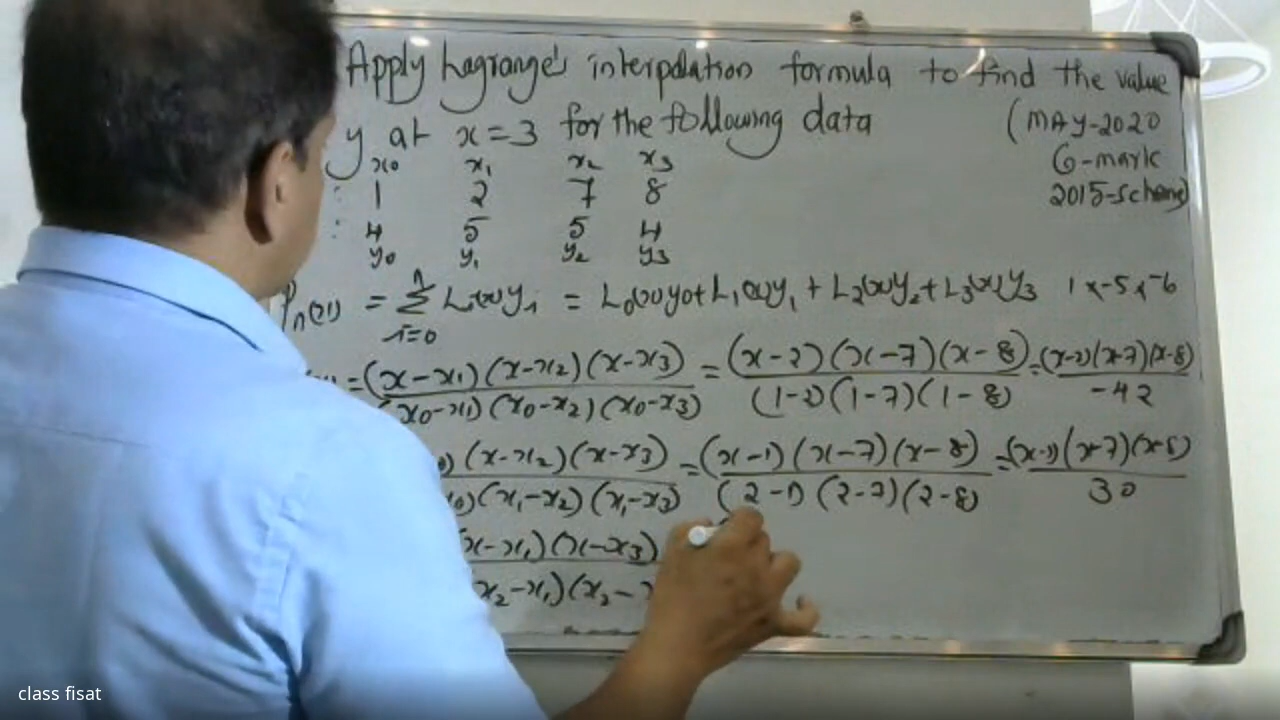 Apply Lagrange's interpolation formula to find the value
y at x=3 for the following data
(MAY-2020
6-mark
2015-scheme)
x₀ x₁ x₂ x₃
: 1 2 7 8
: 4 5 5 4
y₀ y₁ y₂ y₃
Pₙ(x) = Σⁿᵢ₌₀ Lᵢ(x)yᵢ = L₀(x)y₀+L₁(x)y₁ + L₂(x)y₂+L₃(x)y₃ 1x-5x-6
=(x-x₁)(x-x₂)(x-x₃) = (x-2)(x-7)(x-8) =(x-2)(x-7)(x-8)
(x₀-x₁)(x₀-x₂)(x₀-x₃) (1-2)(1-7)(1-8) -42
)(x-x₂)(x-x₃) =(x-1)(x-7)(x-8) =(x-1)(x-7)(x-8)
)(x₁-x₂)(x₁-x₃) (2-1)(2-7)(2-8) 30
x-x₁)(x-x₃)
x₂-x₁)(x₂-
class fisat